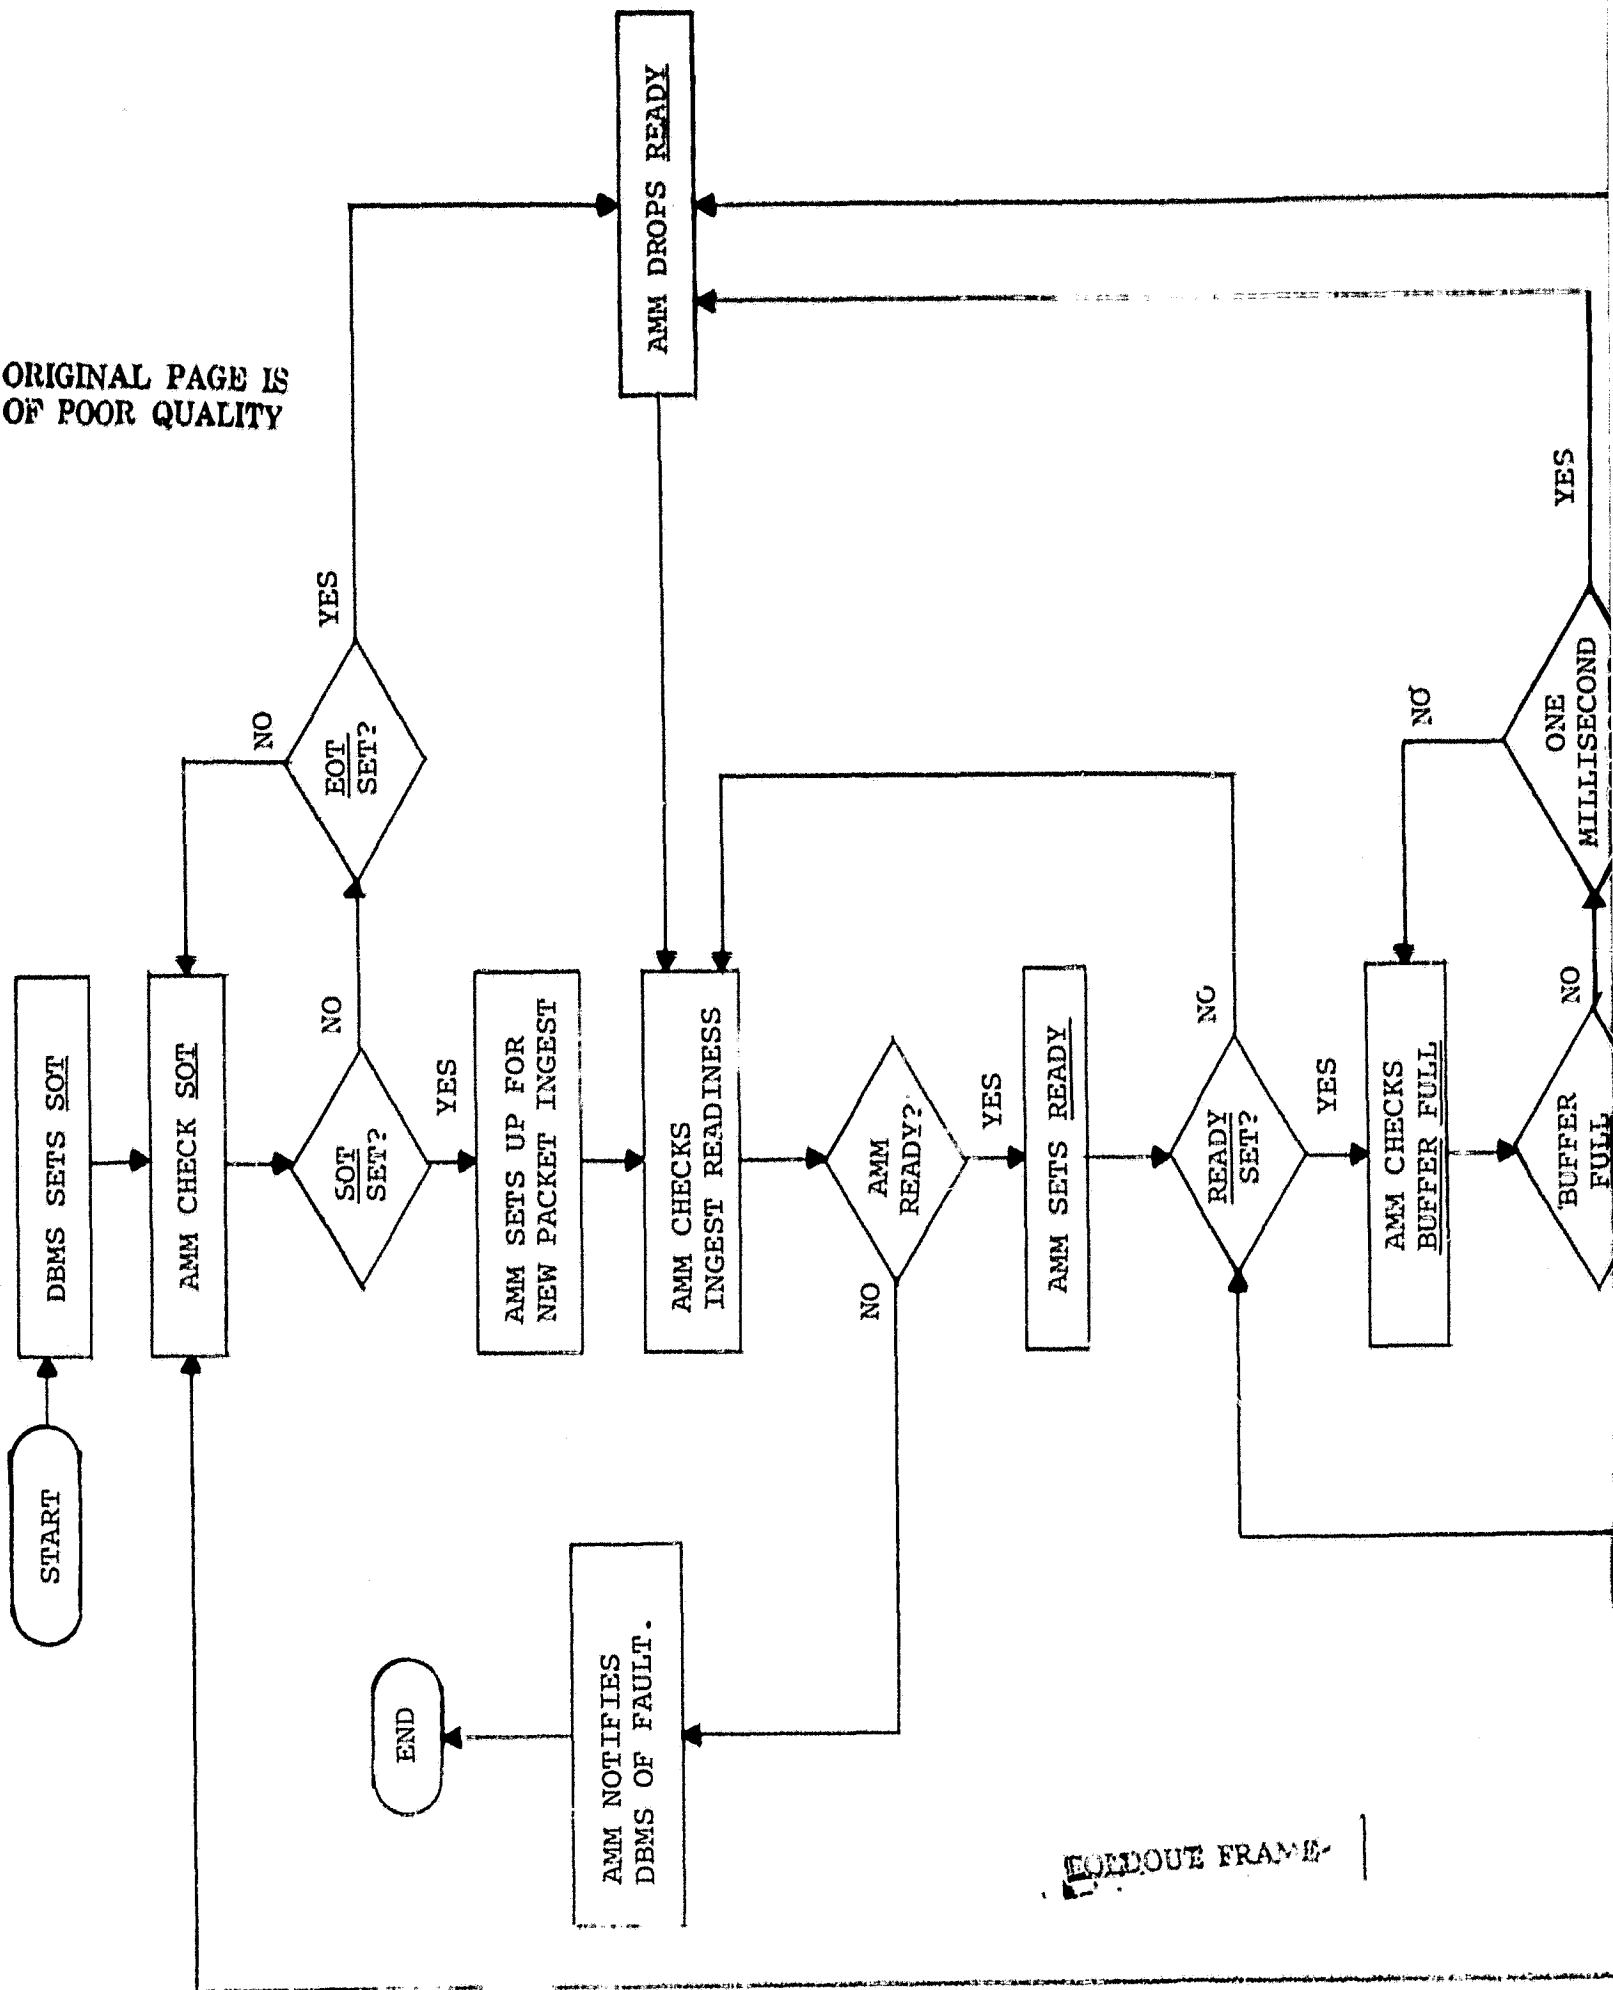 ORIGINAL PAGE IS
OF POOR QUALITY
START
DBMS SETS SOT
AMM CHECK SOT
SOT
SET?
NO
EOT
SET?
NO
YES
YES
AMM SETS UP FOR
NEW PACKET INGEST
AMM DROPS READY
AMM CHECKS
INGEST READINESS
AMM
READY?
NO
AMM NOTIFIES
DBMS OF FAULT.
END
YES
AMM SETS READY
READY
SET?
NO
YES
AMM CHECKS
BUFFER FULL
BUFFER
FULL
NO
ONE
MILLISECOND
NO
YES
FOLDOUT FRAME